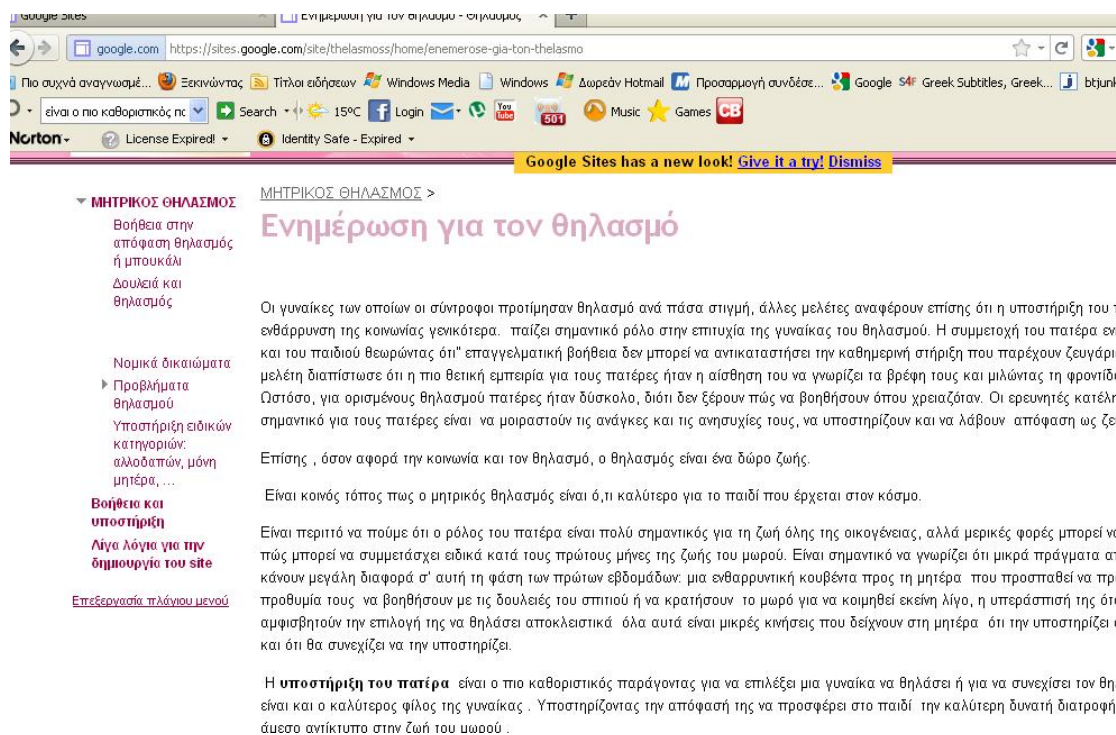 Google Sites
Ενημέρωση για τον θηλασμό - Θηλασμός
google.com https://sites.google.com/site/thelasmoss/home/enemerose-gia-ton-thelasmo
Πιο συχνά αναγνωσμέ... Ξεκινώντας Τίτλοι ειδήσεων Windows Media Windows Δωρεάν Hotmail Προσαρμογή συνδέσε... Google S4F Greek Subtitles, Greek... btjunk
είναι ο πιο καθοριστικός πα Search 15°C Login You Tube 501 Music Games CB
Norton License Expired! Identity Safe - Expired
Google Sites has a new look! Give it a try! Dismiss
ΜΗΤΡΙΚΟΣ ΘΗΛΑΣΜΟΣ
Βοήθεια στην
απόφαση θηλασμός
ή μπουκάλι
Δουλειά και
θηλασμός
Νομικά δικαιώματα
Προβλήματα
θηλασμού
Υποστήριξη ειδικών
κατηγοριών:
αλλοδαπών, μόνη
μητέρα, ...
Βοήθεια και
υποστήριξη
Λίγα λόγια για την
δημιουργία του site
Επεξεργασία πλάγιου μενού
ΜΗΤΡΙΚΟΣ ΘΗΛΑΣΜΟΣ >
Ενημέρωση για τον θηλασμό
Οι γυναίκες των οποίων οι σύντροφοι προτίμησαν θηλασμό ανά πάσα στιγμή, άλλες μελέτες αναφέρουν επίσης ότι η υποστήριξη του
ενθάρρυνση της κοινωνίας γενικότερα. παίζει σημαντικό ρόλο στην επιτυχία της γυναίκας του θηλασμού. Η συμμετοχή του πατέρα εν
και του παιδιού θεωρώντας ότι" επαγγελματική βοήθεια δεν μπορεί να αντικαταστήσει την καθημερινή στήριξη που παρέχουν ζευγάρι
μελέτη διαπίστωσε ότι η πιο θετική εμπειρία για τους πατέρες ήταν η αίσθηση του να γνωρίζει τα βρέφη τους και μιλώντας τη φροντίδ
Ωστόσο, για ορισμένους θηλασμού πατέρες ήταν δύσκολο, διότι δεν ξέρουν πώς να βοηθήσουν όπου χρειαζόταν. Οι ερευνητές κατέλη
σημαντικό για τους πατέρες είναι να μοιραστούν τις ανάγκες και τις ανησυχίες τους, να υποστηρίζουν και να λάβουν απόφαση ως ζε
Επίσης , όσον αφορά την κοινωνία και τον θηλασμό, ο θηλασμός είναι ένα δώρο ζωής.
Είναι κοινός τόπος πως ο μητρικός θηλασμός είναι ό,τι καλύτερο για το παιδί που έρχεται στον κόσμο.
Είναι περιττό να πούμε ότι ο ρόλος του πατέρα είναι πολύ σημαντικός για τη ζωή όλης της οικογένειας, αλλά μερικές φορές μπορεί να
πώς μπορεί να συμμετάσχει ειδικά κατά τους πρώτους μήνες της ζωής του μωρού. Είναι σημαντικό να γνωρίζει ότι μικρά πράγματα απ
κάνουν μεγάλη διαφορά σ' αυτή τη φάση των πρώτων εβδομάδων: μια ενθαρρυντική κουβέντα προς τη μητέρα που προσπαθεί να πρ
προθυμία τους να βοηθήσουν με τις δουλειές του σπιτιού ή να κρατήσουν το μωρό για να κοιμηθεί εκείνη λίγο, η υπεράσπισή της ότα
αμφισβητούν την επιλογή της να θηλάσει αποκλειστικά όλα αυτά είναι μικρές κινήσεις που δείχνουν στη μητέρα ότι την υποστηρίζει
και ότι θα συνεχίζει να την υποστηρίζει.
Η υποστήριξη του πατέρα είναι ο πιο καθοριστικός παράγοντας για να επιλέξει μια γυναίκα να θηλάσει ή για να συνεχίσει τον θη
είναι και ο καλύτερος φίλος της γυναίκας . Υποστηρίζοντας την απόφασή της να προσφέρει στο παιδί την καλύτερη δυνατή διατροφή
άμεσο αντίκτυπο στην ζωή του μωρού .